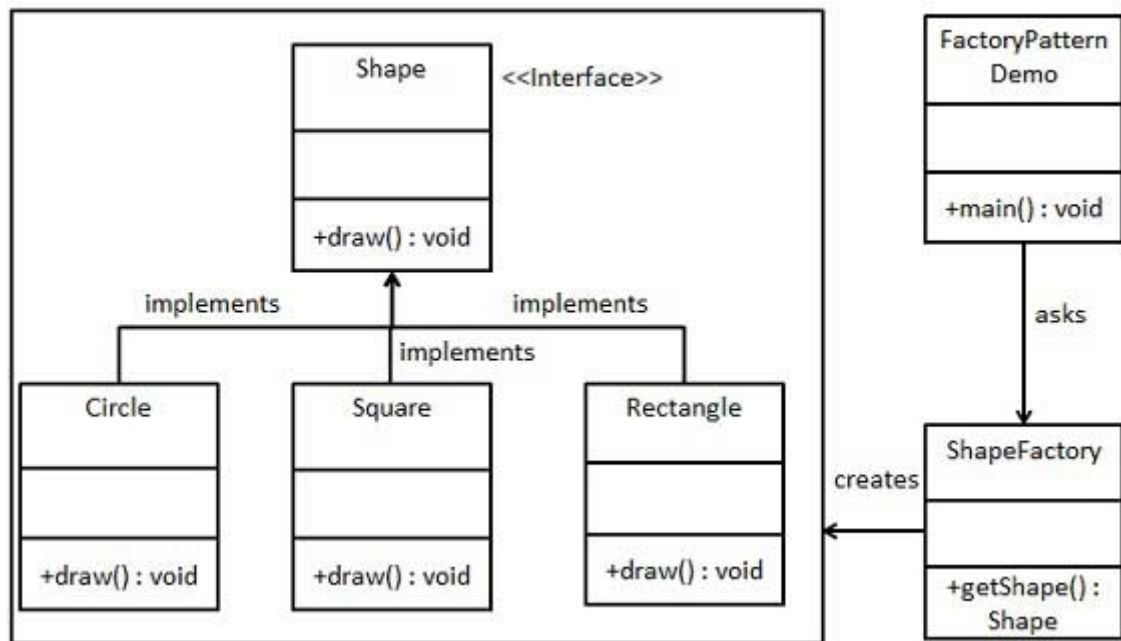 Shape
<<Interface>>
+draw() : void
implements
implements
implements
Circle
+draw() : void
Square
+draw() : void
Rectangle
+draw() : void
FactoryPattern
Demo
+main() : void
asks
ShapeFactory
+getShape() :
Shape
creates